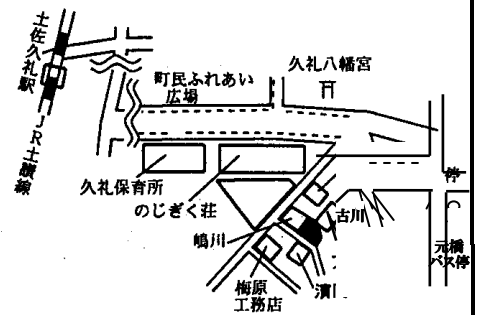 土佐久礼駅
JR土讃線
町民ふれあい
広場
久礼八幡宮
久礼保育所
のじぎく荘
嶋川
古川
梅原
工務店
濵
停
元橋
バス停